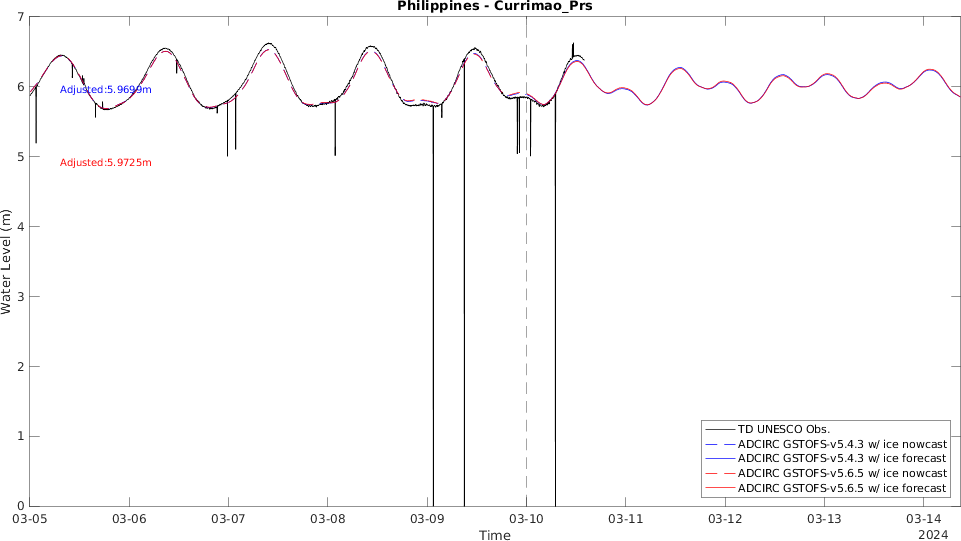 Philippines - Currimao_Prs
7
6
5
4
3
2
1
0
Water Level (m)
Adjusted:5.9699m
Adjusted:5.9725m
TD UNESCO Obs.
ADCIRC GSTOFS-v5.4.3 w/ ice nowcast
ADCIRC GSTOFS-v5.4.3 w/ ice forecast
ADCIRC GSTOFS-v5.6.5 w/ ice nowcast
ADCIRC GSTOFS-v5.6.5 w/ ice forecast
03-05 03-06 03-07 03-08 03-09 03-10 03-11 03-12 03-13 03-14
Time
2024